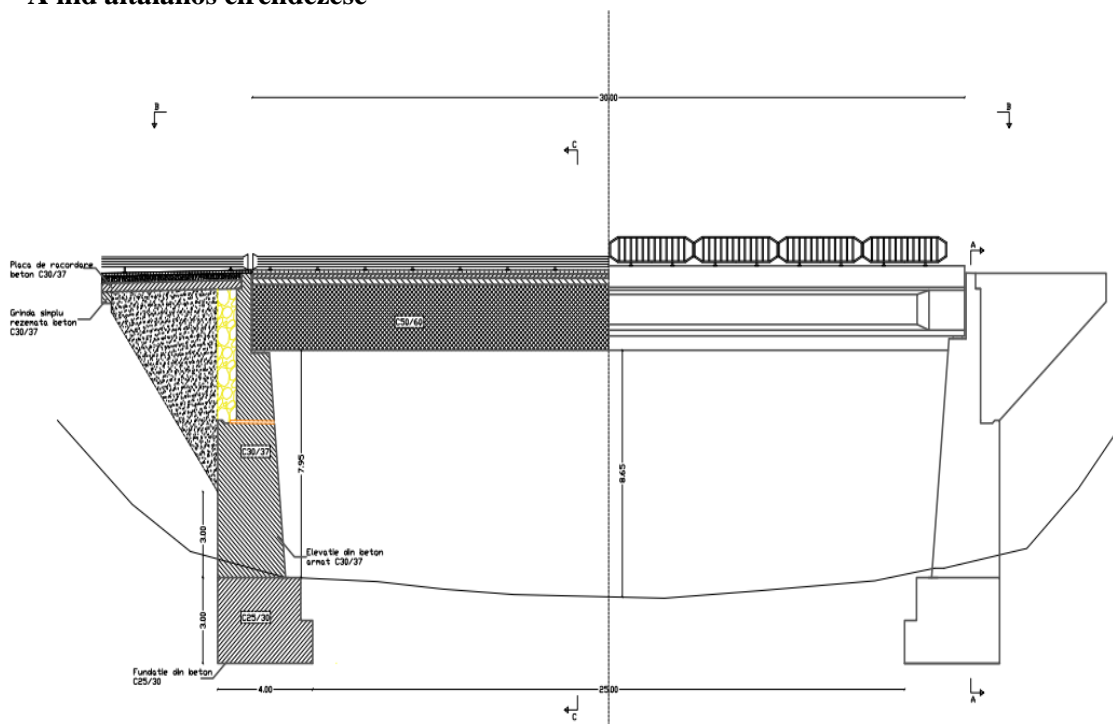 A híd általános elrendezése
30.00
B
B
C
A
Placa de racordare
beton C30/37
Grinda simplu
rezemata beton
C30/37
C50/60
C30/37
7.95
8.65
3.00
Elevatie din beton
armat C30/37
3.00
C25/30
Fundatie din beton
C25/30
4.00
25.00
C
A